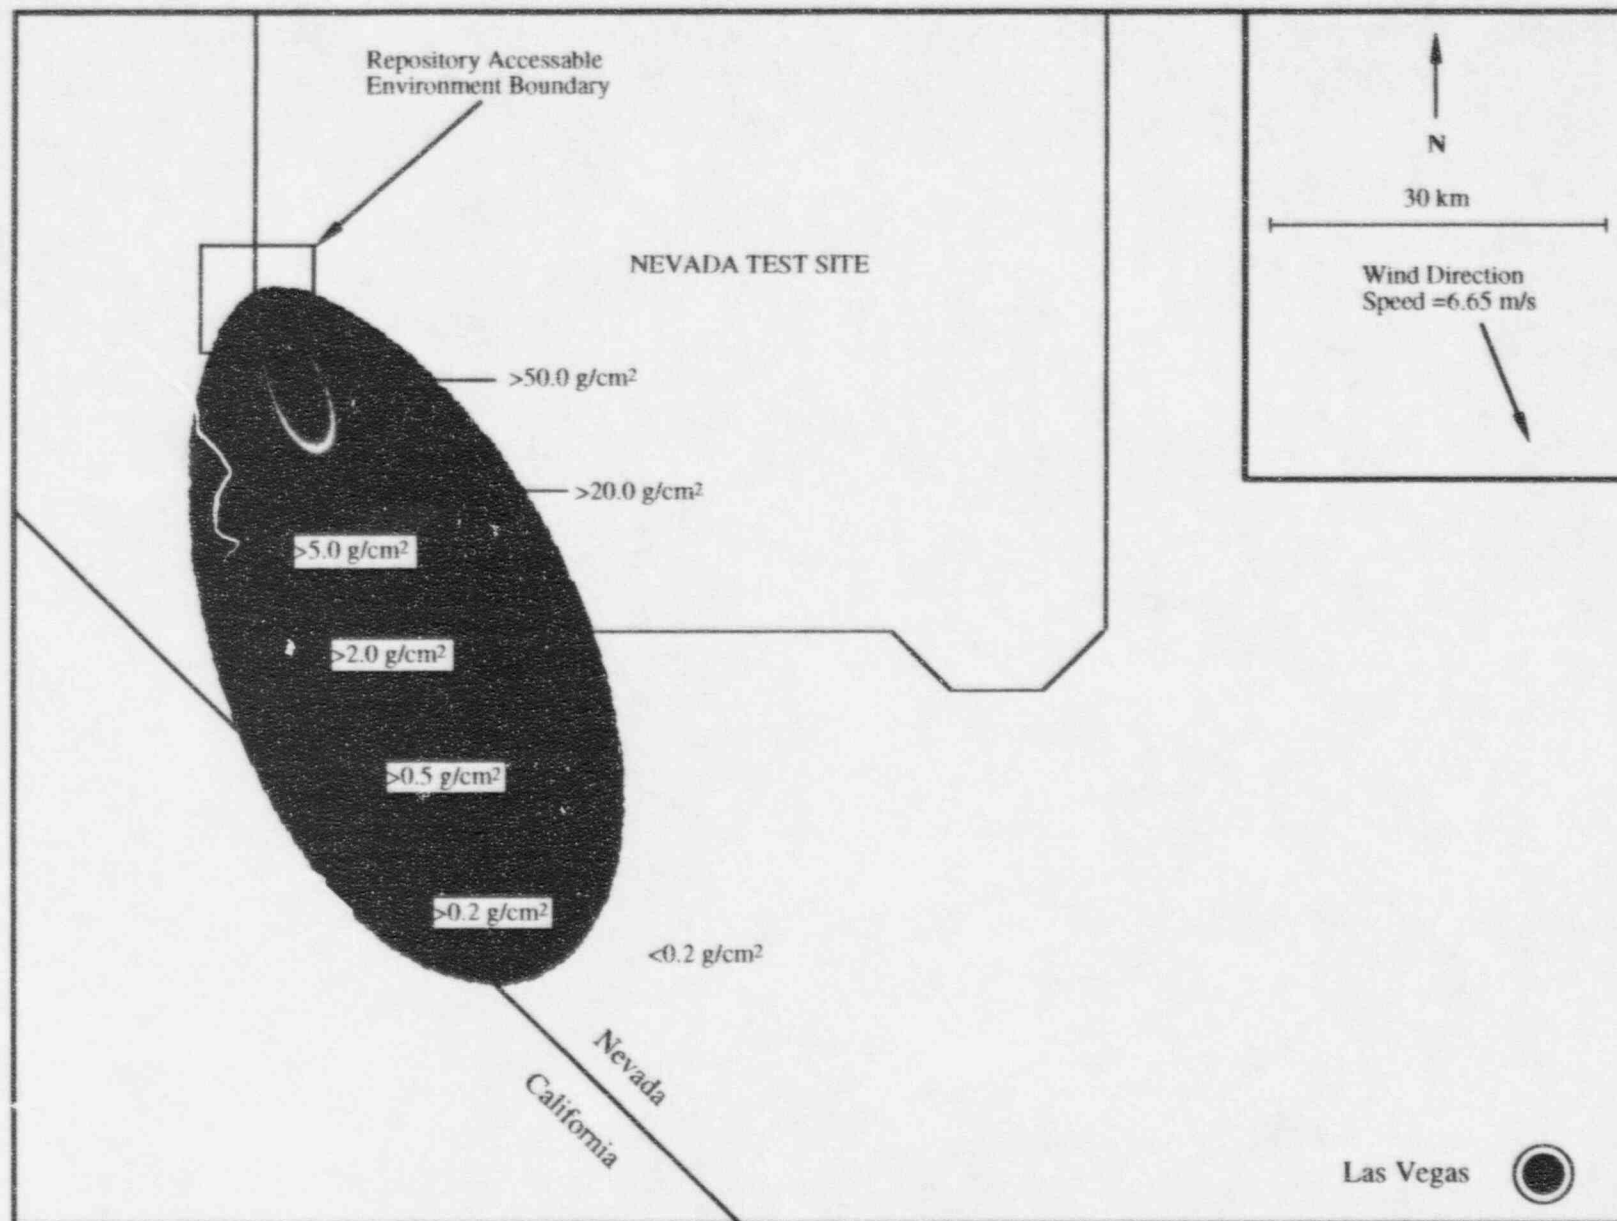 Repository Accessable
Environment Boundary
N
30 km
NEVADA TEST SITE
Wind Direction
Speed =6.65 m/s
>50.0 g/cm²
>20.0 g/cm²
>5.0 g/cm²
>2.0 g/cm²
>0.5 g/cm²
>0.2 g/cm²
<0.2 g/cm²
Nevada
California
Las Vegas